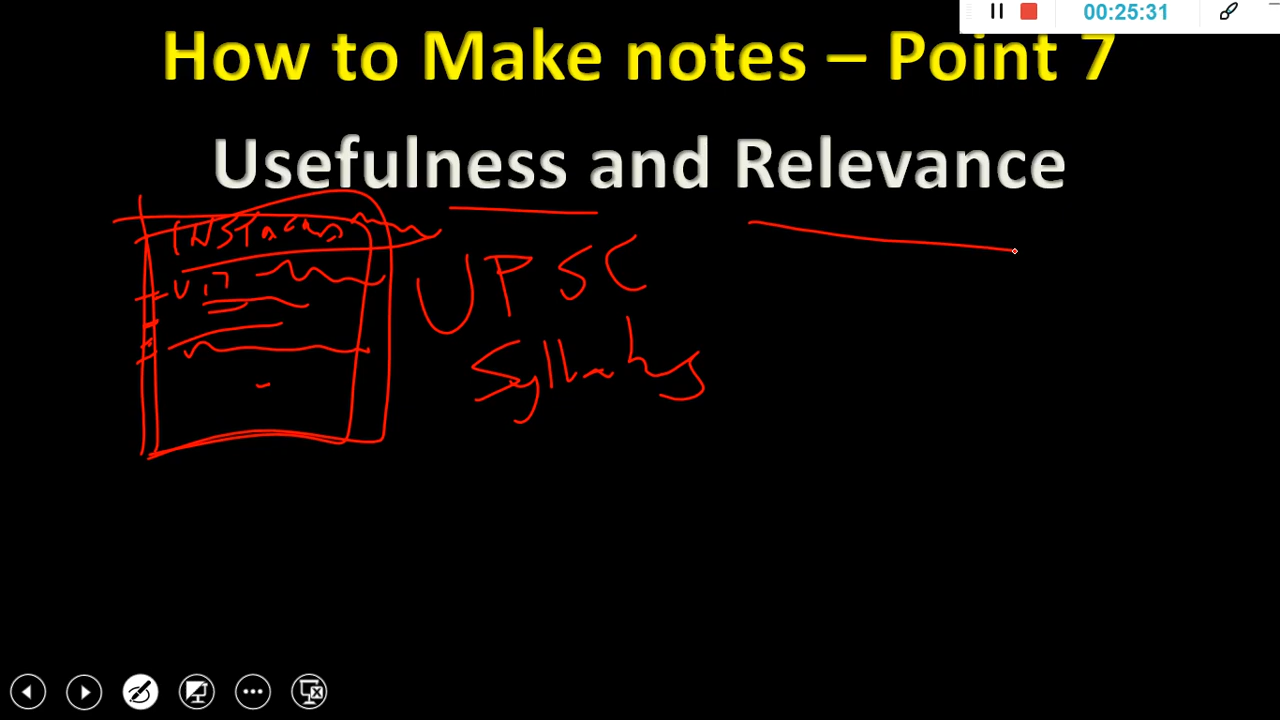 00:25:31
How to Make notes – Point 7
Usefulness and Relevance
UPSC
Syllabus